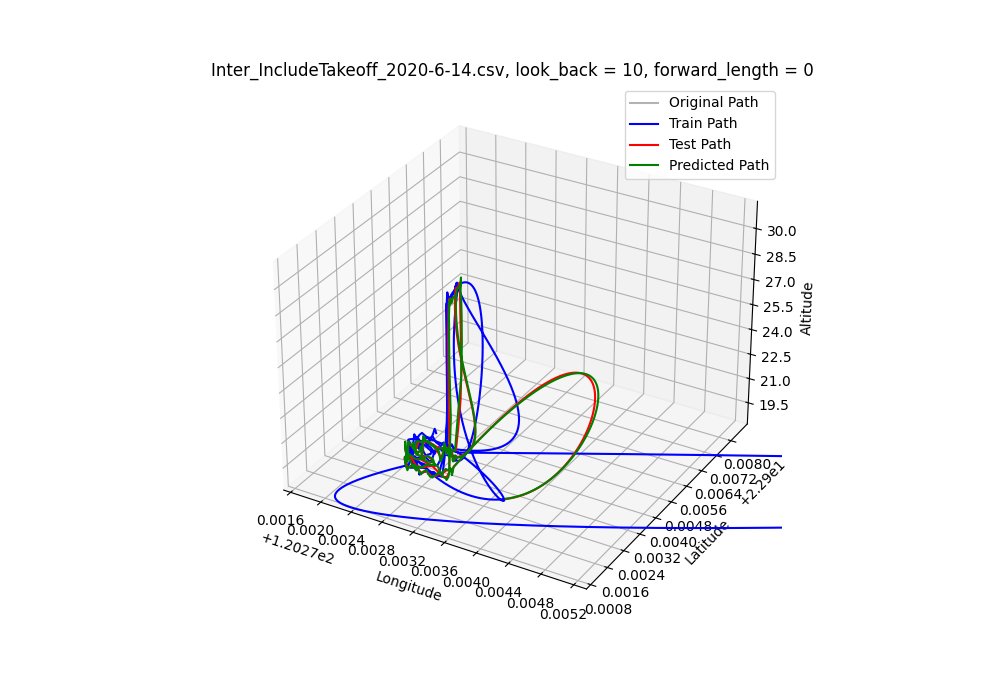 Inter_IncludeTakeoff_2020-6-14.csv, look_back = 10, forward_length = 0
Original Path
Train Path
Test Path
Predicted Path
30.0
28.5
27.0
25.5
24.0
22.5
21.0
19.5
Altitude
0.0080
0.0072
0.0064
0.0056
0.0048
0.0040
0.0032
0.0024
0.0016
0.0008
+2.29e1
Latitude
0.0016
0.0020
0.0024
0.0028
0.0032
0.0036
0.0040
0.0044
0.0048
0.0052
+1.2027e2
Longitude